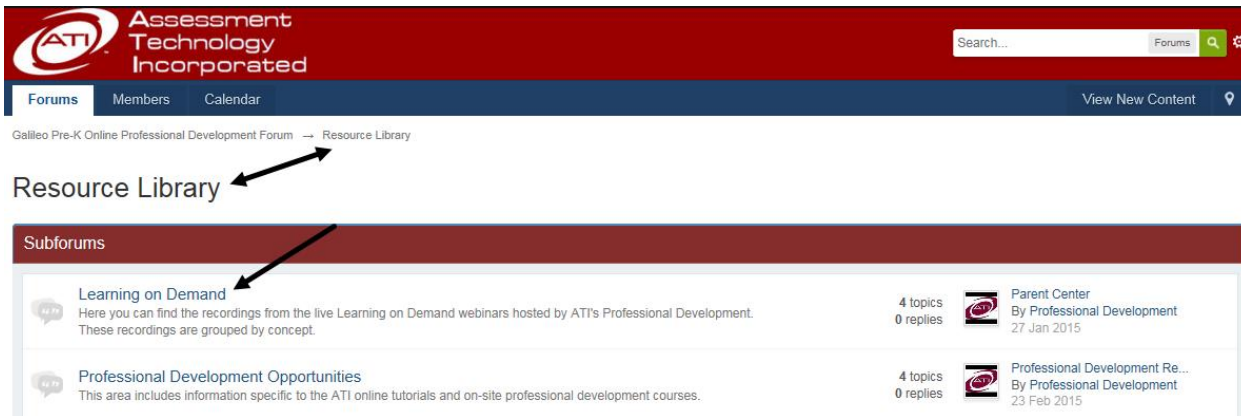 ATI
Assessment
Technology
Incorporated
Search...
Forums
Forums Members Calendar View New Content
Galileo Pre-K Online Professional Development Forum → Resource Library
Resource Library
Subforums
Learning on Demand
Here you can find the recordings from the live Learning on Demand webinars hosted by ATI's Professional Development.
These recordings are grouped by concept.
4 topics
0 replies
Parent Center
By Professional Development
27 Jan 2015
Professional Development Opportunities
This area includes information specific to the ATI online tutorials and on-site professional development courses.
4 topics
0 replies
Professional Development Re...
By Professional Development
23 Feb 2015